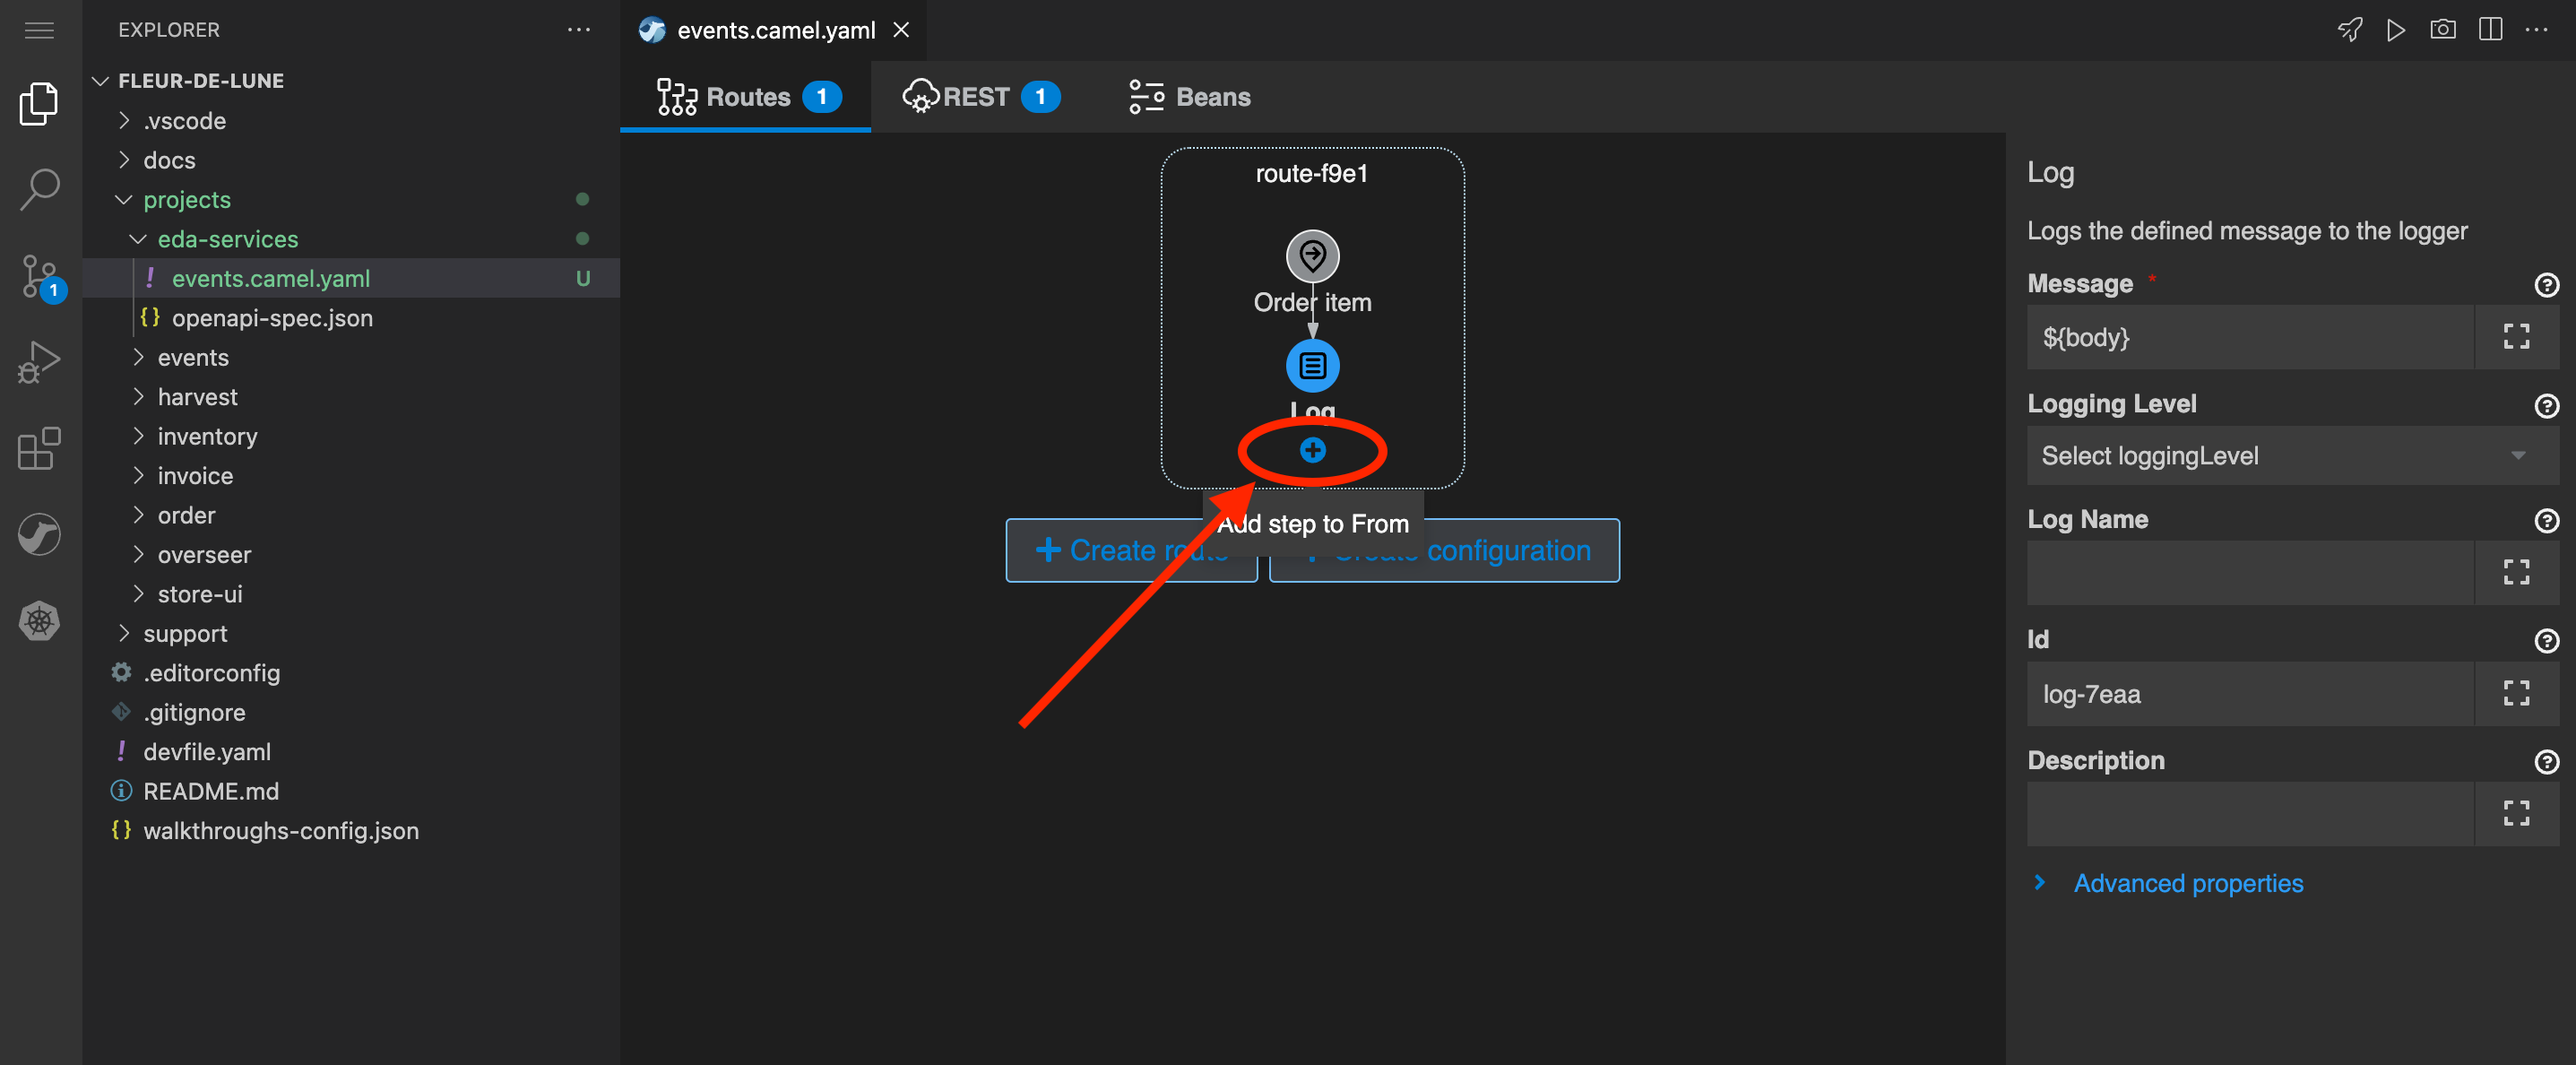 EXPLORER
FLEUR-DE-LUNE
.vscode
docs
projects
eda-services
! events.camel.yaml U
{} openapi-spec.json
events
harvest
inventory
invoice
order
overseer
store-ui
support
.editorconfig
.gitignore
! devfile.yaml
README.md
{} walkthroughs-config.json
1
events.camel.yaml
Routes 1
REST 1
Beans
route-f9e1
Order item
Log
Add step to From
+ Create route
Create configuration
Log
Logs the defined message to the logger
Message *
${body}
Logging Level
Select loggingLevel
Log Name
Id
log-7eaa
Description
Advanced properties